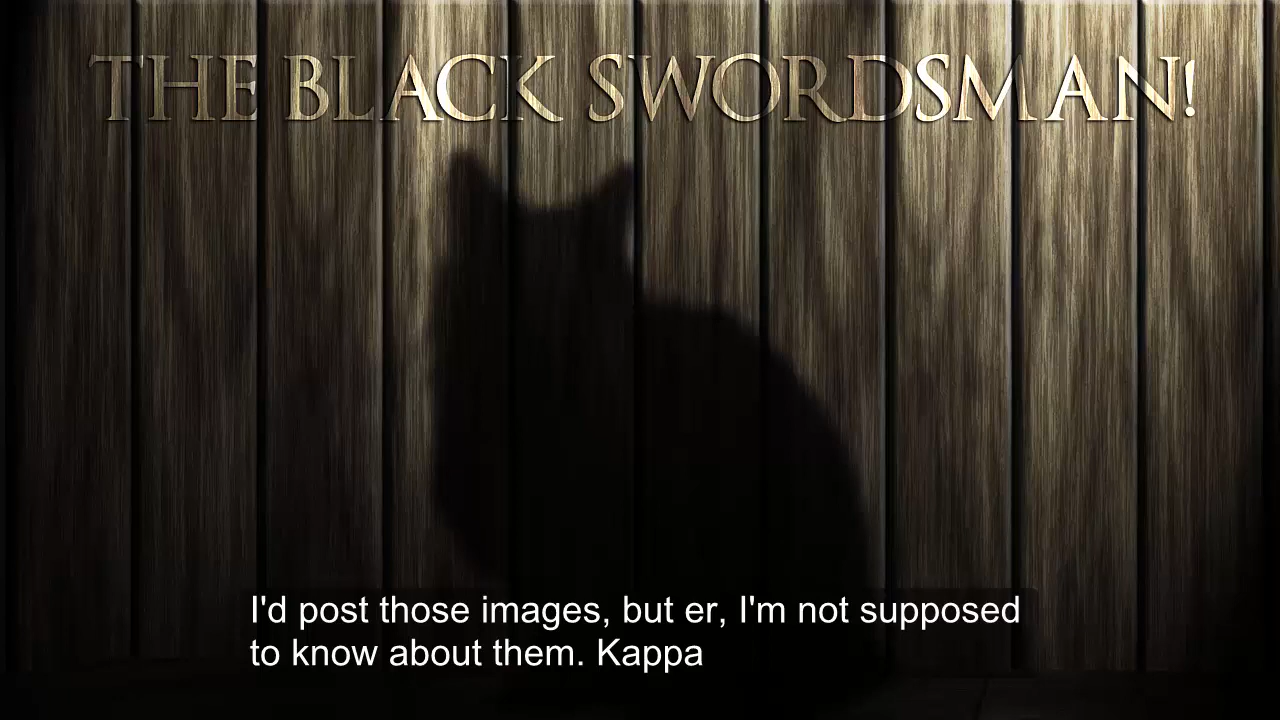 THE BLACK SWORDSMAN!
I'd post those images, but er, I'm not supposed
to know about them. Kappa